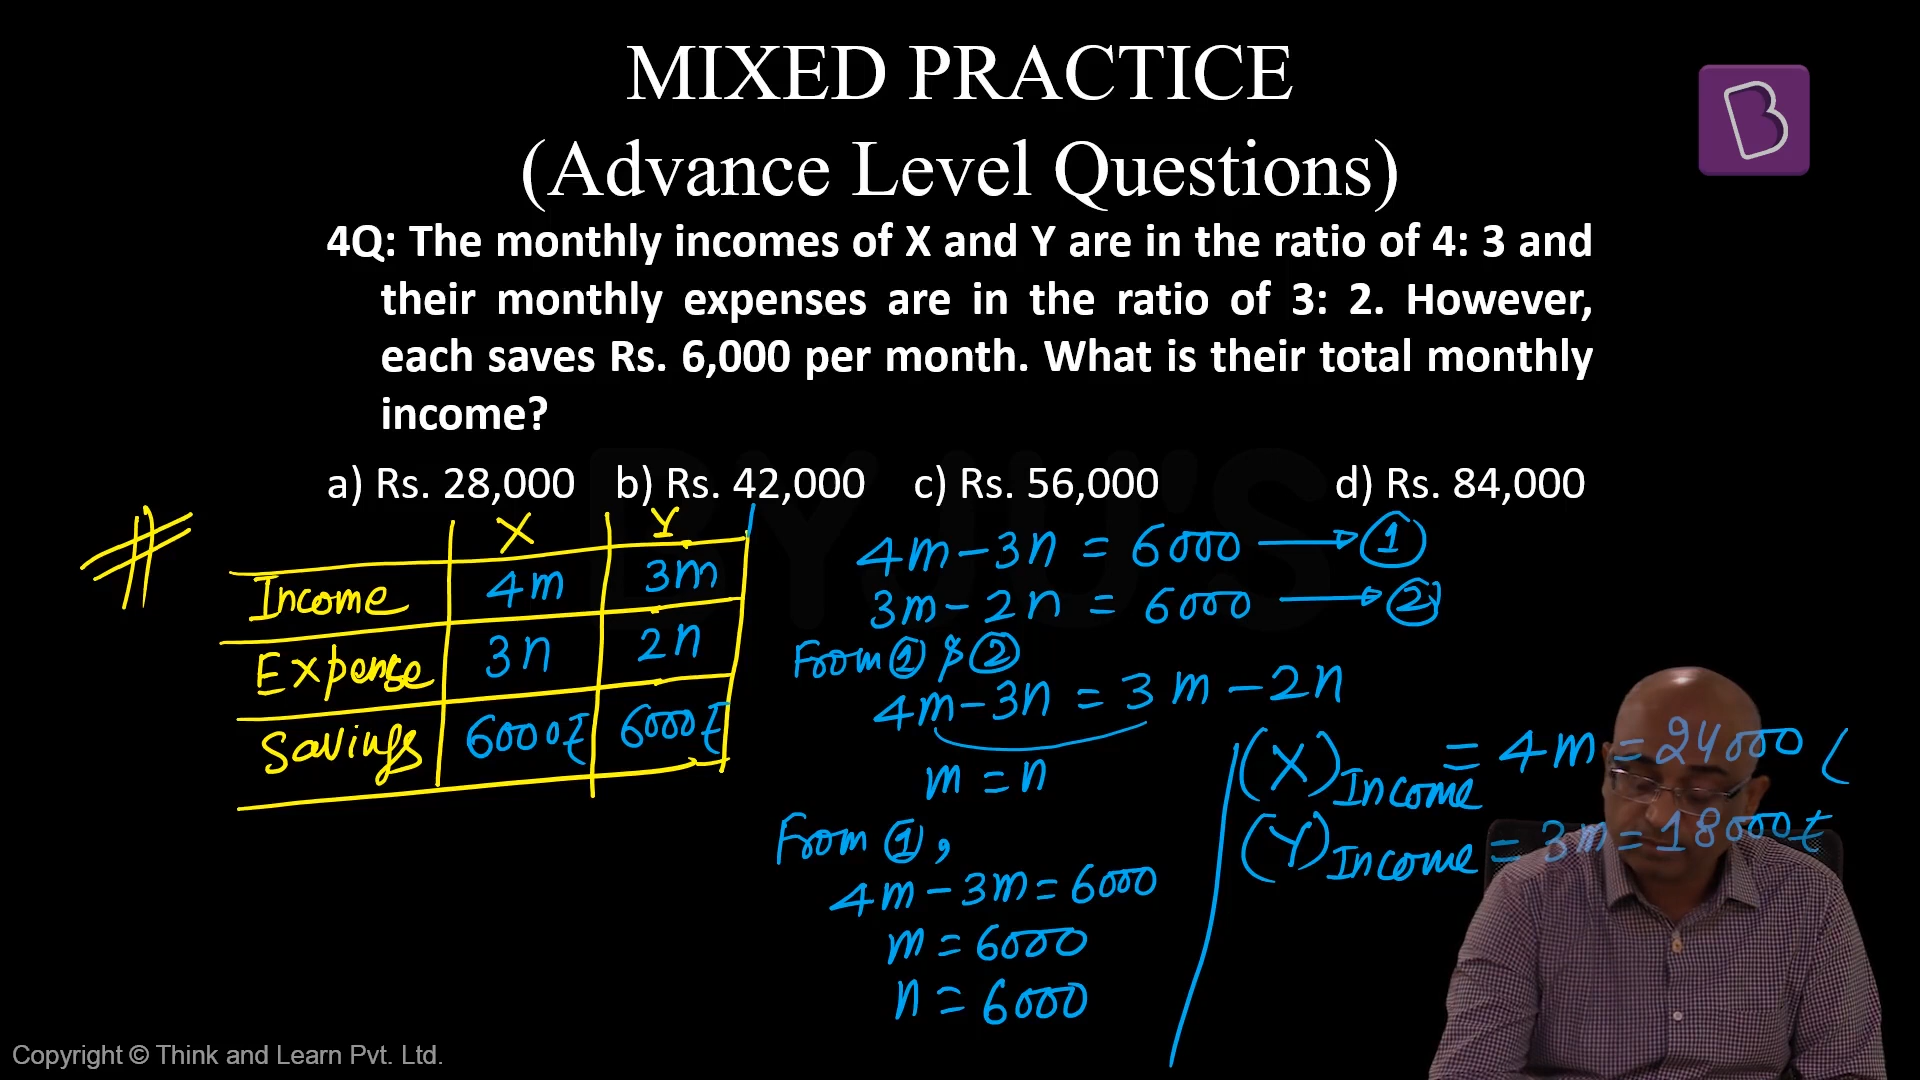 MIXED PRACTICE
(Advance Level Questions)
4Q: The monthly incomes of X and Y are in the ratio of 4: 3 and
their monthly expenses are in the ratio of 3: 2. However,
each saves Rs. 6,000 per month. What is their total monthly
income?
a) Rs. 28,000 b) Rs. 42,000 c) Rs. 56,000 d) Rs. 84,000
BYJU'S
X Y
Income 4m 3m
Expense 3n 2n
Savings 6000₹ 6000₹
4m-3n = 6000 → ①
3m-2n = 6000 → ②
From ① & ②
4m-3n = 3m-2n
m = n
From ①,
4m-3m = 6000
m = 6000
n = 6000
(X)Income = 4m = 24000 (
(Y)Income = 3m = 18000₹
Copyright © Think and Learn Pvt. Ltd.